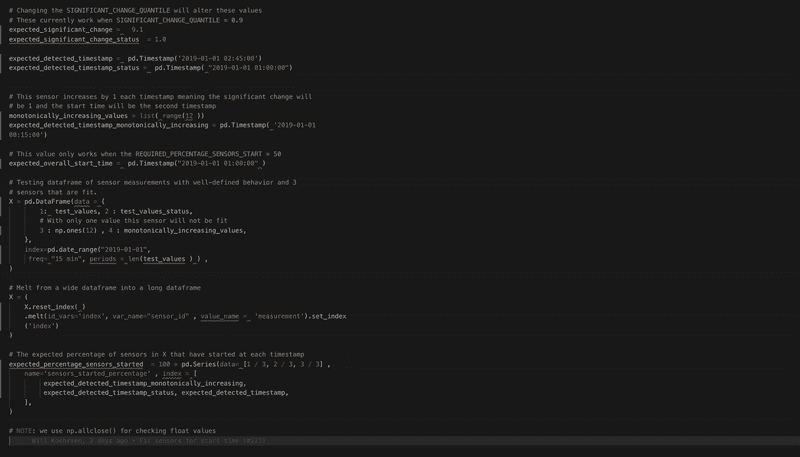 # Changing the SIGNIFICANT_CHANGE_QUANTILE will alter these values
# These currently work when SIGNIFICANT_CHANGE_QUANTILE = 0.9
expected_significant_change = 9.1
expected_significant_change_status = 1.0
expected_detected_timestamp = pd.Timestamp('2019-01-01 02:45:00')
expected_detected_timestamp_status = pd.Timestamp( "2019-01-01 01:00:00")
# This sensor increases by 1 each timestamp meaning the significant change will
# be 1 and the start time will be the second timestamp
monotonically_increasing_values = list( range(12 ))
expected_detected_timestamp_monotonically_increasing = pd.Timestamp( '2019-01-01
00:15:00')
# This value only works when the REQUIRED_PERCENTAGE_SENSORS_START = 50
expected_overall_start_time = pd.Timestamp("2019-01-01 01:00:00" )
# Testing dataframe of sensor measurements with well-defined behavior and 3
# sensors that are fit.
X = pd.DataFrame(data = {
1: test_values, 2 : test_values_status,
# With only one value this sensor will not be fit
3 : np.ones(12) , 4 : monotonically_increasing_values,
},
index=pd.date_range("2019-01-01",
freq= "15 min", periods = len(test_values ) ) ,
)
# Melt from a wide dataframe into a long dataframe
X = (
X.reset_index( )
.melt(id_vars='index', var_name="sensor_id" , value_name = 'measurement').set_index
('index')
)
# The expected percentage of sensors in X that have started at each timestamp
expected_percentage_sensors_started = 100 * pd.Series(data= [1 / 3, 2 / 3, 3 / 3] ,
name='sensors_started_percentage' , index = [
expected_detected_timestamp_monotonically_increasing,
expected_detected_timestamp_status, expected_detected_timestamp,
],
)
# NOTE: we use np.allclose() for checking float values
Will Koehrsen, 3 days ago • Fit sensors for start time